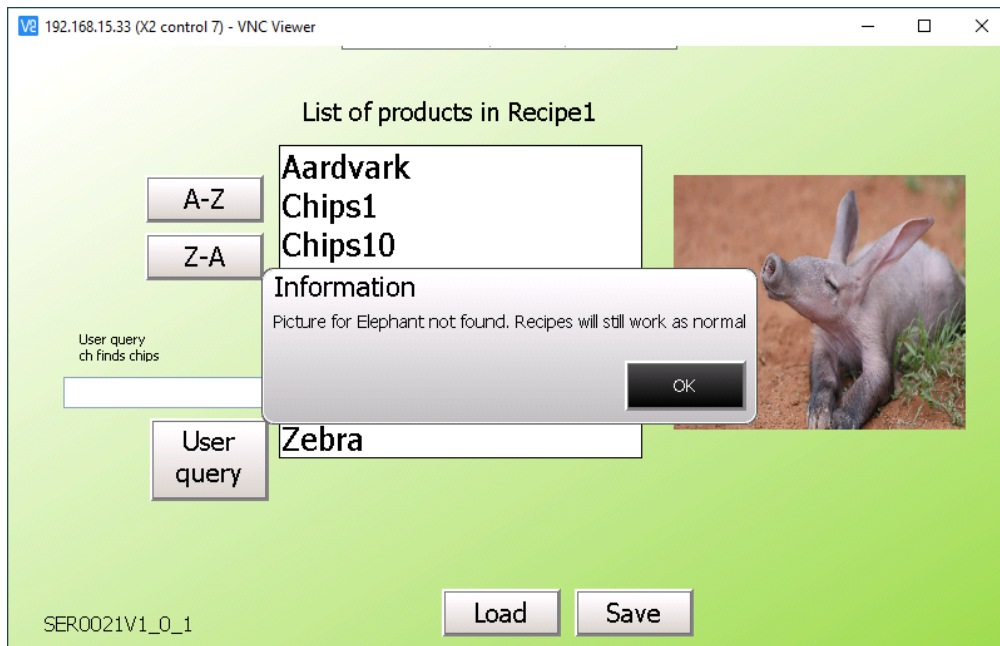 192.168.15.33 (X2 control 7) - VNC Viewer
List of products in Recipe1
A-Z
Z-A
Aardvark
Chips1
Chips10
Information
Picture for Elephant not found. Recipes will still work as normal
OK
User query
ch finds chips
User
query
Zebra
Load
Save
SER0021V1_0_1